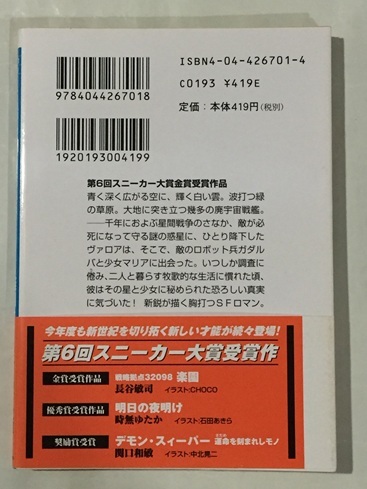 ISBN4-04-426701-4
C0193 ¥419E
定価：本体419円（税別）
9784044267018
1920193004199
第6回スニーカー大賞金賞受賞作品
青く深く広がる空に、輝く白い雲。波打つ緑
の草原。大地に突き立つ幾多の廃宇宙戦艦。
──千年におよぶ星間戦争のさなか、敵が必
死になって守る謎の惑星に、ひとり降下した
ヴァロアは、そこで、敵のロボット兵ガダル
バと少女マリアに出会った。いつしか調査に
倦み、二人と暮らす牧歌的な生活に慣れた頃、
彼はその星と少女に秘められた恐ろしい真実
に気づいた！ 新鋭が描く胸打つSFロマン。
今年度も新世紀を切り拓く新しい才能が続々登場！
第6回スニーカー大賞受賞作
金賞受賞作品
戦略拠点32098 楽園
長谷敏司 イラスト:CHOCO
優秀賞受賞作品
明日の夜明け
時無ゆたか イラスト:石田あきら
奨励賞受賞
デモン・スイーパー 運命を刻まれしモノ
関口和敏 イラスト:中北晃二